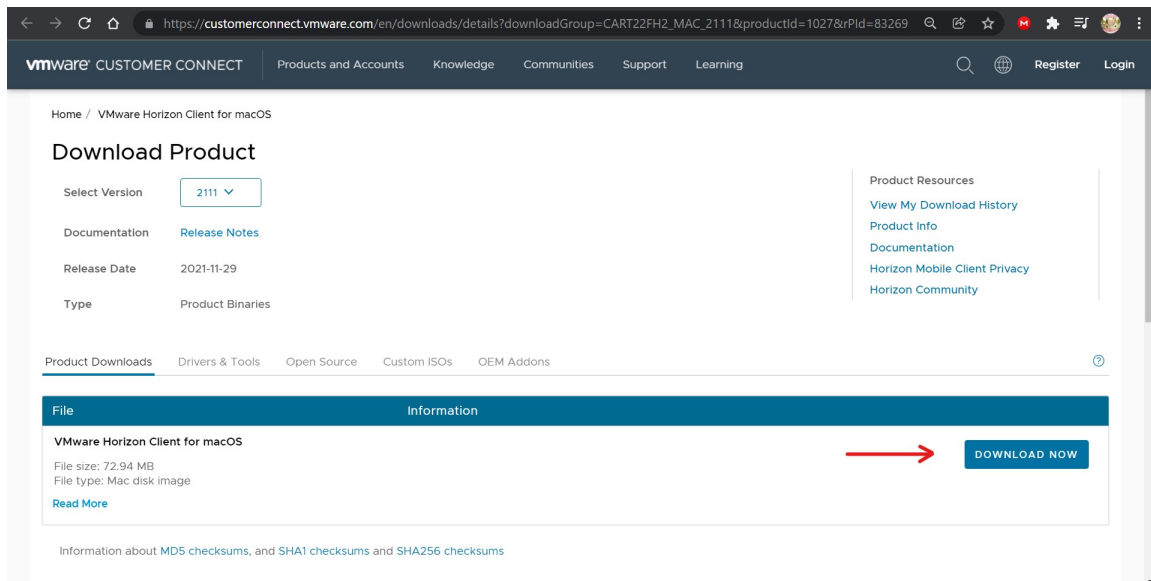 https://customerconnect.vmware.com/en/downloads/details?downloadGroup=CART22FH2_MAC_2111&productId=1027&rPId=83269
vmware® CUSTOMER CONNECT Products and Accounts Knowledge Communities Support Learning Register Login
Home / VMware Horizon Client for macOS
Download Product
Select Version 2111
Documentation Release Notes
Release Date 2021-11-29
Type Product Binaries
Product Resources
View My Download History
Product Info
Documentation
Horizon Mobile Client Privacy
Horizon Community
Product Downloads Drivers & Tools Open Source Custom ISOs OEM Addons
File Information
VMware Horizon Client for macOS
File size: 72.94 MB
File type: Mac disk image
Read More
DOWNLOAD NOW
Information about MD5 checksums, and SHA1 checksums and SHA256 checksums